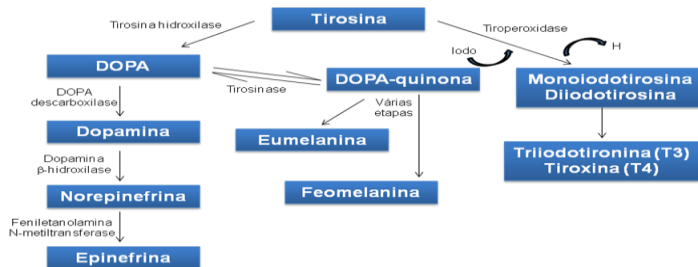 Tirosina
Tirosina hidroxilase
Tiroperoxidase
Iodo
H
DOPA
DOPA-quinona
Monoiodotirosina
Diiodotirosina
Tirosinase
DOPA
descarboxilase
Várias
etapas
Dopamina
Eumelanina
Triiodotironina (T3)
Tiroxina (T4)
Dopamina
β-hidroxilase
Norepinefrina
Feomelanina
Feniletanolamina
N-metiltransferase
Epinefrina